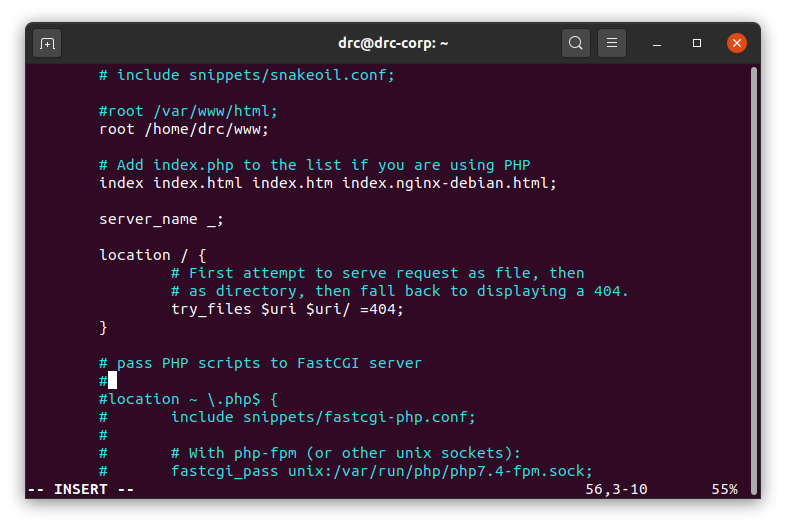 drc@drc-corp: ~
# include snippets/snakeoil.conf;
#root /var/www/html;
root /home/drc/www;
# Add index.php to the list if you are using PHP
index index.html index.htm index.nginx-debian.html;
server_name _;
location / {
# First attempt to serve request as file, then
# as directory, then fall back to displaying a 404.
try_files $uri $uri/ =404;
}
# pass PHP scripts to FastCGI server
#
#location ~ \.php$ {
#       include snippets/fastcgi-php.conf;
#
#       # With php-fpm (or other unix sockets):
#       fastcgi_pass unix:/var/run/php/php7.4-fpm.sock;
-- INSERT -- 56,3-10 55%